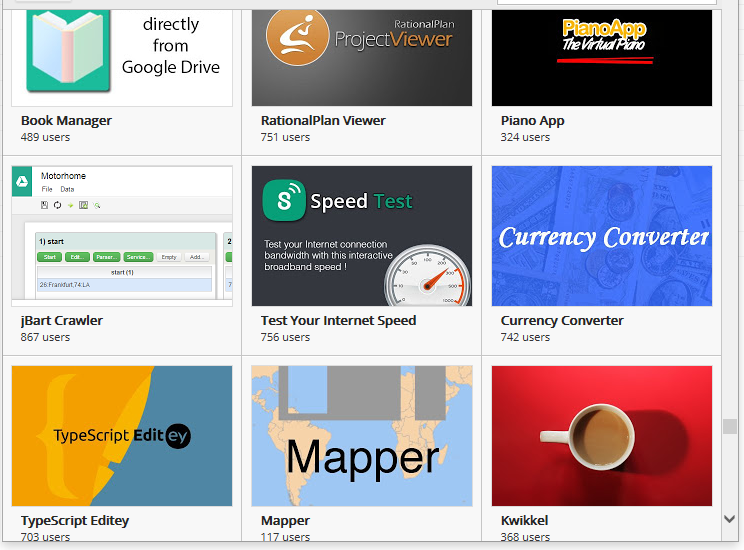 directly
from
Google Drive
RationalPlan
ProjectViewer
PianoApp
The Virtual Piano
Book Manager
489 users
RationalPlan Viewer
751 users
Piano App
324 users
Motorhome
File Data
1) start
2
Start Edit... Parser... Service... Empty Add...
start (1)
26:Frankfurt,74:LA
Speed Test
Test your Internet connection
bandwidth with this interactive
broadband speed !
Currency Converter
jBart Crawler
867 users
Test Your Internet Speed
756 users
Currency Converter
742 users
TypeScript Editey
Mapper
TypeScript Editey
703 users
Mapper
117 users
Kwikkel
368 users